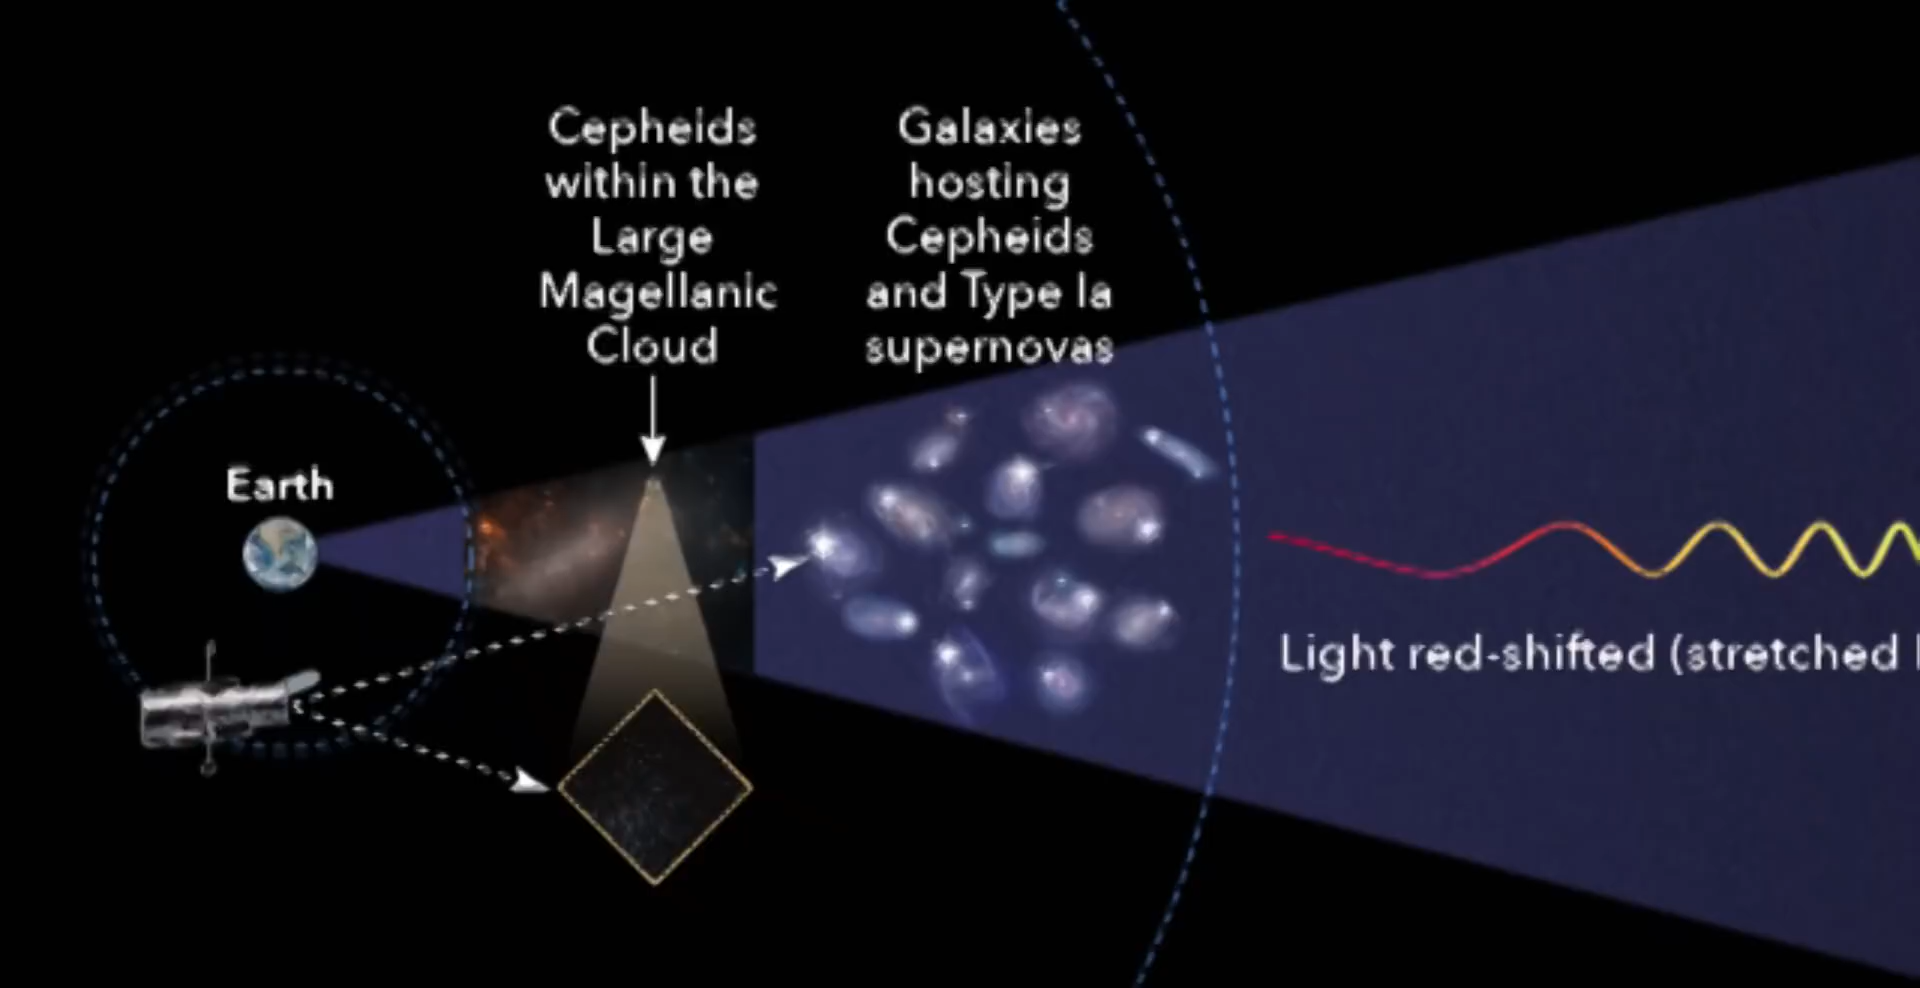 Cepheids
within the
Large
Magellanic
Cloud
Galaxies
hosting
Cepheids
and Type Ia
supernovas
Earth
Light red-shifted (stretched